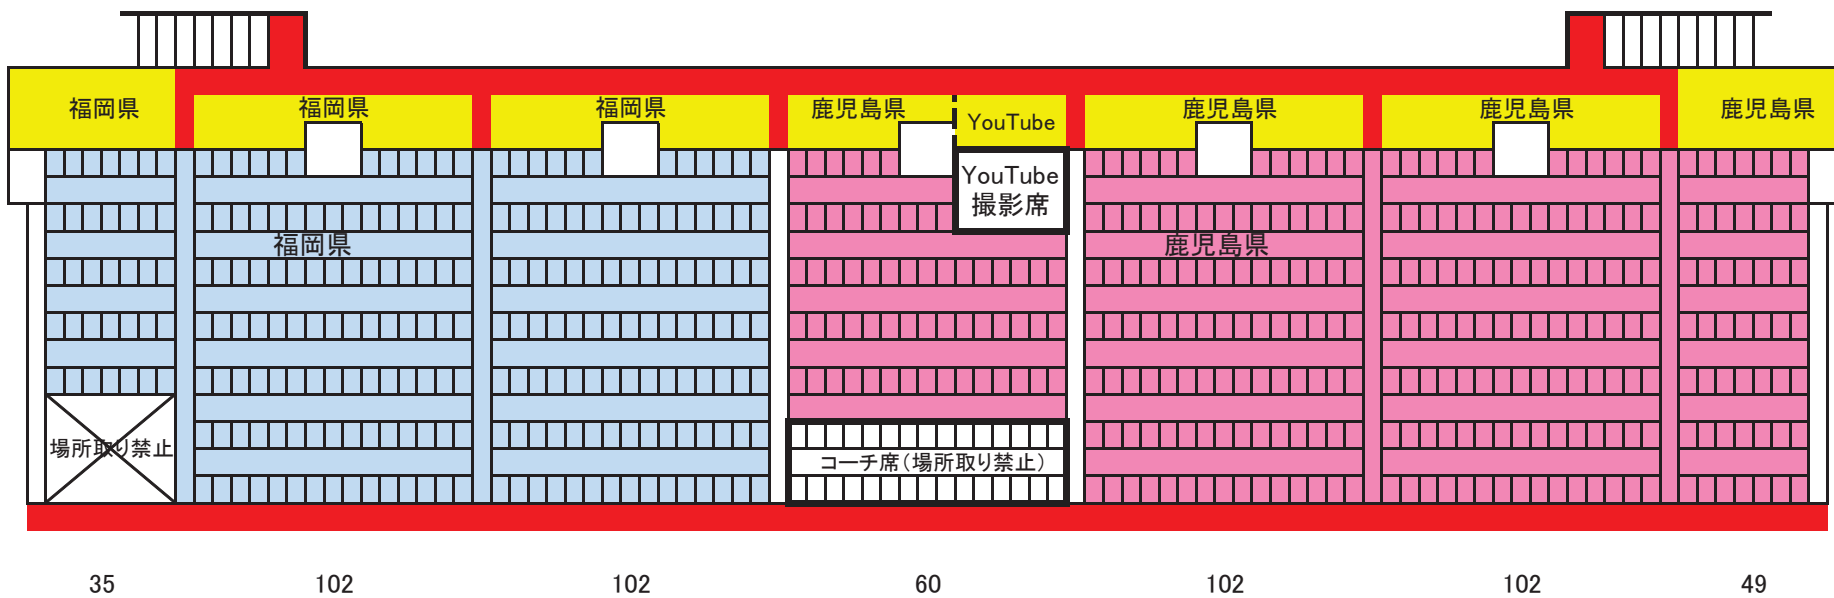 福岡県
福岡県
福岡県
鹿児島県
YouTube
鹿児島県
鹿児島県
鹿児島県
YouTube
撮影席
福岡県
鹿児島県
場所取り禁止
コーチ席(場所取り禁止)
35
102
102
60
102
102
49